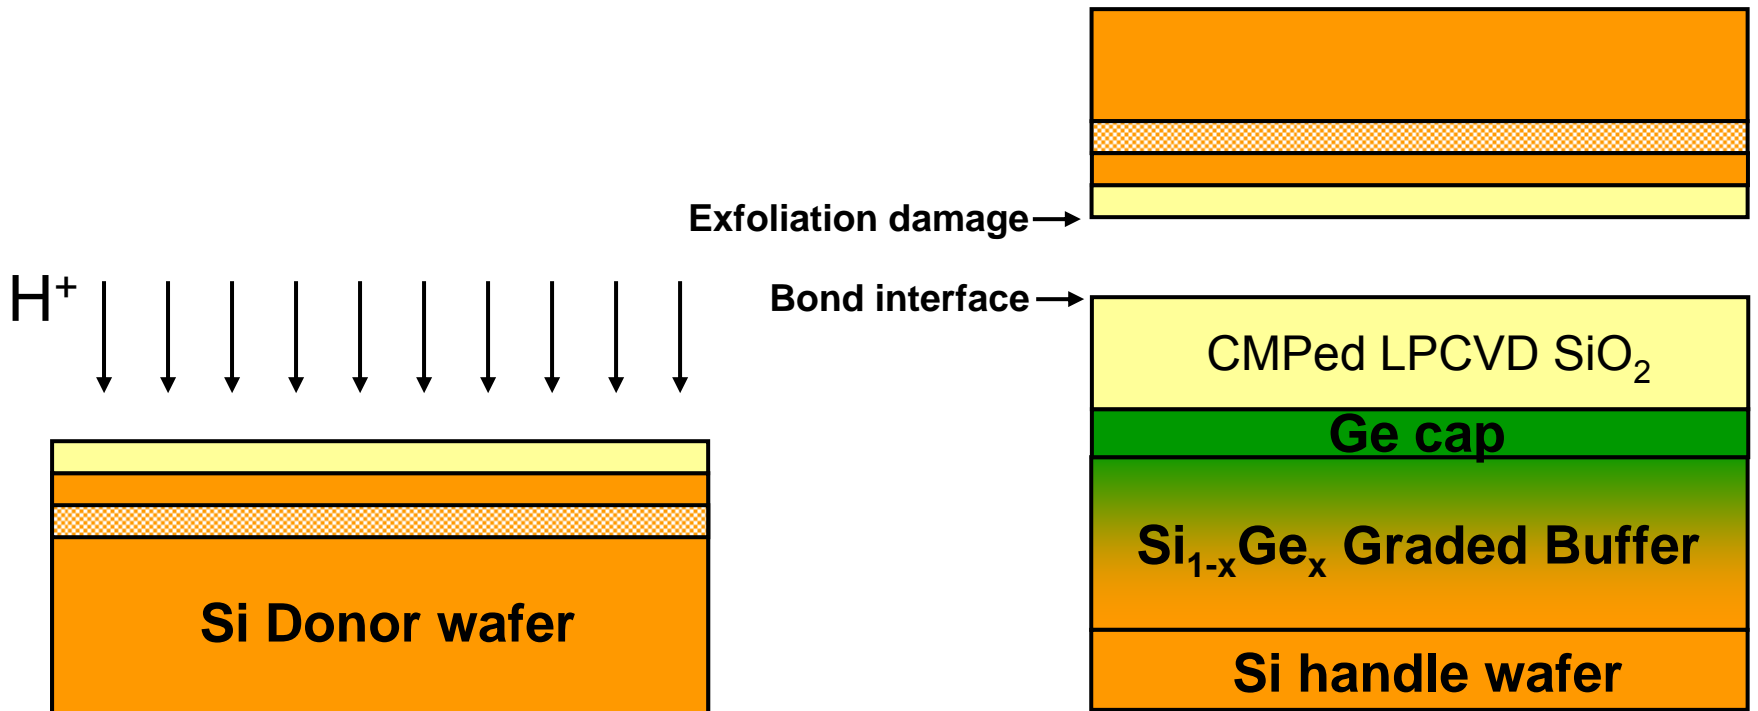 Exfoliation damage
H⁺
Bond interface
CMPed LPCVD SiO₂
Ge cap
Si₁₋ₓGeₓ Graded Buffer
Si Donor wafer
Si handle wafer